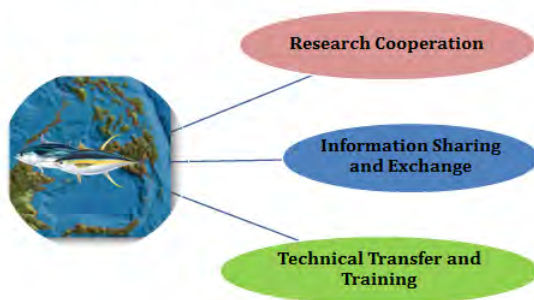 Research Cooperation
Information Sharing
and Exchange
Technical Transfer and
Training